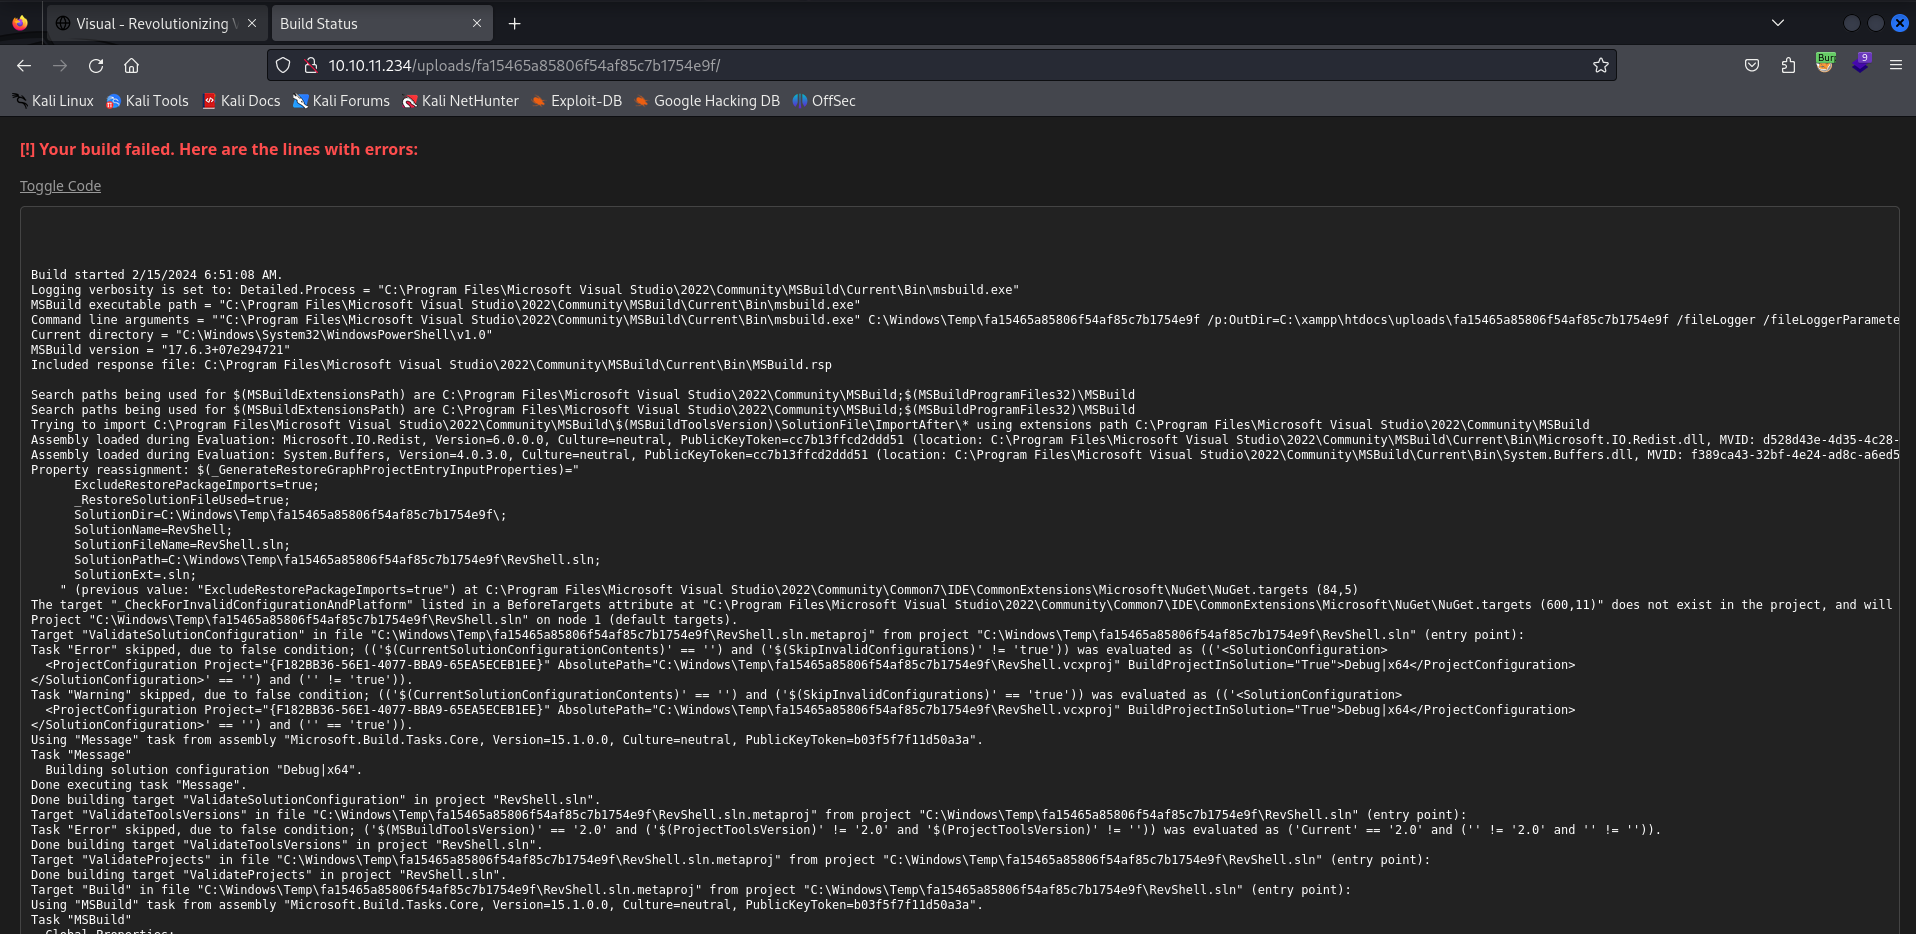 Visual - Revolutionizing V
Build Status
10.10.11.234/uploads/fa15465a85806f54af85c7b1754e9f/
Bur
9
Kali Linux Kali Tools Kali Docs Kali Forums Kali NetHunter Exploit-DB Google Hacking DB OffSec
[!] Your build failed. Here are the lines with errors:
Toggle Code
Build started 2/15/2024 6:51:08 AM.
Logging verbosity is set to: Detailed.Process = "C:\Program Files\Microsoft Visual Studio\2022\Community\MSBuild\Current\Bin\msbuild.exe"
MSBuild executable path = "C:\Program Files\Microsoft Visual Studio\2022\Community\MSBuild\Current\Bin\msbuild.exe"
Command line arguments = ""C:\Program Files\Microsoft Visual Studio\2022\Community\MSBuild\Current\Bin\msbuild.exe" C:\Windows\Temp\fa15465a85806f54af85c7b1754e9f /p:OutDir=C:\xampp\htdocs\uploads\fa15465a85806f54af85c7b1754e9f /fileLogger /fileLoggerParamete
Current directory = "C:\Windows\System32\WindowsPowerShell\v1.0"
MSBuild version = "17.6.3+07e294721"
Included response file: C:\Program Files\Microsoft Visual Studio\2022\Community\MSBuild\Current\Bin\MSBuild.rsp
Search paths being used for $(MSBuildExtensionsPath) are C:\Program Files\Microsoft Visual Studio\2022\Community\MSBuild;$(MSBuildProgramFiles32)\MSBuild
Search paths being used for $(MSBuildExtensionsPath) are C:\Program Files\Microsoft Visual Studio\2022\Community\MSBuild;$(MSBuildProgramFiles32)\MSBuild
Trying to import C:\Program Files\Microsoft Visual Studio\2022\Community\MSBuild\$(MSBuildToolsVersion)\SolutionFile\ImportAfter\* using extensions path C:\Program Files\Microsoft Visual Studio\2022\Community\MSBuild
Assembly loaded during Evaluation: Microsoft.IO.Redist, Version=6.0.0.0, Culture=neutral, PublicKeyToken=cc7b13ffcd2ddd51 (location: C:\Program Files\Microsoft Visual Studio\2022\Community\MSBuild\Current\Bin\Microsoft.IO.Redist.dll, MVID: d528d43e-4d35-4c28-
Assembly loaded during Evaluation: System.Buffers, Version=4.0.3.0, Culture=neutral, PublicKeyToken=cc7b13ffcd2ddd51 (location: C:\Program Files\Microsoft Visual Studio\2022\Community\MSBuild\Current\Bin\System.Buffers.dll, MVID: f389ca43-32bf-4e24-ad8c-a6ed5
Property reassignment: $(_GenerateRestoreGraphProjectEntryInputProperties)="
ExcludeRestorePackageImports=true;
_RestoreSolutionFileUsed=true;
SolutionDir=C:\Windows\Temp\fa15465a85806f54af85c7b1754e9f\;
SolutionName=RevShell;
SolutionFileName=RevShell.sln;
SolutionPath=C:\Windows\Temp\fa15465a85806f54af85c7b1754e9f\RevShell.sln;
SolutionExt=.sln;
" (previous value: "ExcludeRestorePackageImports=true") at C:\Program Files\Microsoft Visual Studio\2022\Community\Common7\IDE\CommonExtensions\Microsoft\NuGet\NuGet.targets (84,5)
The target "_CheckForInvalidConfigurationAndPlatform" listed in a BeforeTargets attribute at "C:\Program Files\Microsoft Visual Studio\2022\Community\Common7\IDE\CommonExtensions\Microsoft\NuGet\NuGet.targets (600,11)" does not exist in the project, and will
Project "C:\Windows\Temp\fa15465a85806f54af85c7b1754e9f\RevShell.sln" on node 1 (default targets).
Target "ValidateSolutionConfiguration" in file "C:\Windows\Temp\fa15465a85806f54af85c7b1754e9f\RevShell.sln.metaproj" from project "C:\Windows\Temp\fa15465a85806f54af85c7b1754e9f\RevShell.sln" (entry point):
Task "Error" skipped, due to false condition; (('$(CurrentSolutionConfigurationContents)' == '') and ('$(SkipInvalidConfigurations)' != 'true')) was evaluated as (('<SolutionConfiguration>
<ProjectConfiguration Project="{F182BB36-56E1-4077-BBA9-65EA5ECEB1EE}" AbsolutePath="C:\Windows\Temp\fa15465a85806f54af85c7b1754e9f\RevShell.vcxproj" BuildProjectInSolution="True">Debug|x64</ProjectConfiguration>
</SolutionConfiguration>' == '') and ('' != 'true')).
Task "Warning" skipped, due to false condition; (('$(CurrentSolutionConfigurationContents)' == '') and ('$(SkipInvalidConfigurations)' == 'true')) was evaluated as (('<SolutionConfiguration>
<ProjectConfiguration Project="{F182BB36-56E1-4077-BBA9-65EA5ECEB1EE}" AbsolutePath="C:\Windows\Temp\fa15465a85806f54af85c7b1754e9f\RevShell.vcxproj" BuildProjectInSolution="True">Debug|x64</ProjectConfiguration>
</SolutionConfiguration>' == '') and ('' == 'true')).
Using "Message" task from assembly "Microsoft.Build.Tasks.Core, Version=15.1.0.0, Culture=neutral, PublicKeyToken=b03f5f7f11d50a3a".
Task "Message"
Building solution configuration "Debug|x64".
Done executing task "Message".
Done building target "ValidateSolutionConfiguration" in project "RevShell.sln".
Target "ValidateToolsVersions" in file "C:\Windows\Temp\fa15465a85806f54af85c7b1754e9f\RevShell.sln.metaproj" from project "C:\Windows\Temp\fa15465a85806f54af85c7b1754e9f\RevShell.sln" (entry point):
Task "Error" skipped, due to false condition; ('$(MSBuildToolsVersion)' == '2.0' and ('$(ProjectToolsVersion)' != '2.0' and '$(ProjectToolsVersion)' != '')) was evaluated as ('Current' == '2.0' and ('' != '2.0' and '' != '')).
Done building target "ValidateToolsVersions" in project "RevShell.sln".
Target "ValidateProjects" in file "C:\Windows\Temp\fa15465a85806f54af85c7b1754e9f\RevShell.sln.metaproj" from project "C:\Windows\Temp\fa15465a85806f54af85c7b1754e9f\RevShell.sln" (entry point):
Done building target "ValidateProjects" in project "RevShell.sln".
Target "Build" in file "C:\Windows\Temp\fa15465a85806f54af85c7b1754e9f\RevShell.sln.metaproj" from project "C:\Windows\Temp\fa15465a85806f54af85c7b1754e9f\RevShell.sln" (entry point):
Using "MSBuild" task from assembly "Microsoft.Build.Tasks.Core, Version=15.1.0.0, Culture=neutral, PublicKeyToken=b03f5f7f11d50a3a".
Task "MSBuild"
Global Properties: